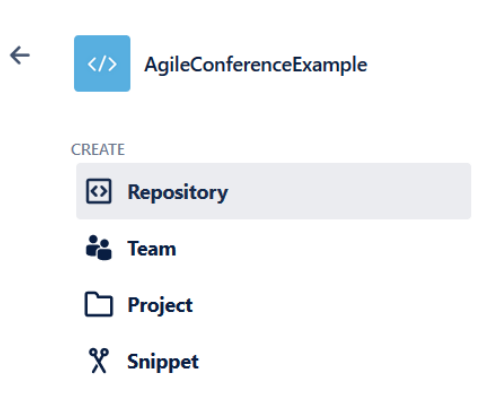 </> AgileConferenceExample
CREATE
Repository
Team
Project
Snippet